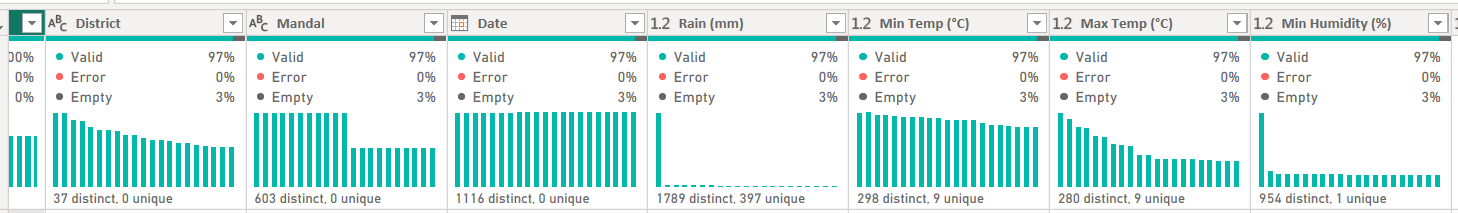 ABC District ABC Mandal Date 1.2 Rain (mm) 1.2 Min Temp (°C) 1.2 Max Temp (°C) 1.2 Min Humidity (%)
00% Valid 97% Valid 97% Valid 97% Valid 97% Valid 97% Valid 97% Valid 97%
0% Error 0% Error 0% Error 0% Error 0% Error 0% Error 0% Error 0%
0% Empty 3% Empty 3% Empty 3% Empty 3% Empty 3% Empty 3% Empty 3%
37 distinct, 0 unique 603 distinct, 0 unique 1116 distinct, 0 unique 1789 distinct, 397 unique 298 distinct, 9 unique 280 distinct, 9 unique 954 distinct, 1 unique